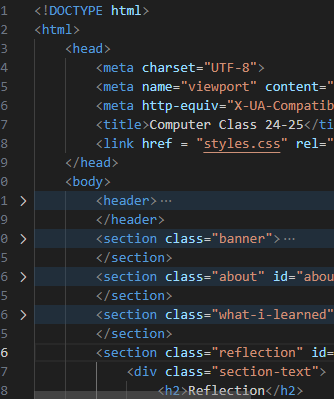 1 <!DOCTYPE html>
2 <html>
3 <head>
4 <meta charset="UTF-8">
5 <meta name="viewport" content="
6 <meta http-equiv="X-UA-Compatib
7 <title>Computer Class 24-25</ti
8 <link href = "styles.css" rel="
9 </head>
0 <body>
1 > <header>⋯
9 </header>
0 > <section class="banner">⋯
5 </section>
6 > <section class="about" id="abou
5 </section>
6 > <section class="what-i-learned"
5 </section>
6 <section class="reflection" id=
7 <div class="section-text">
8 <h2>Reflection</h2>